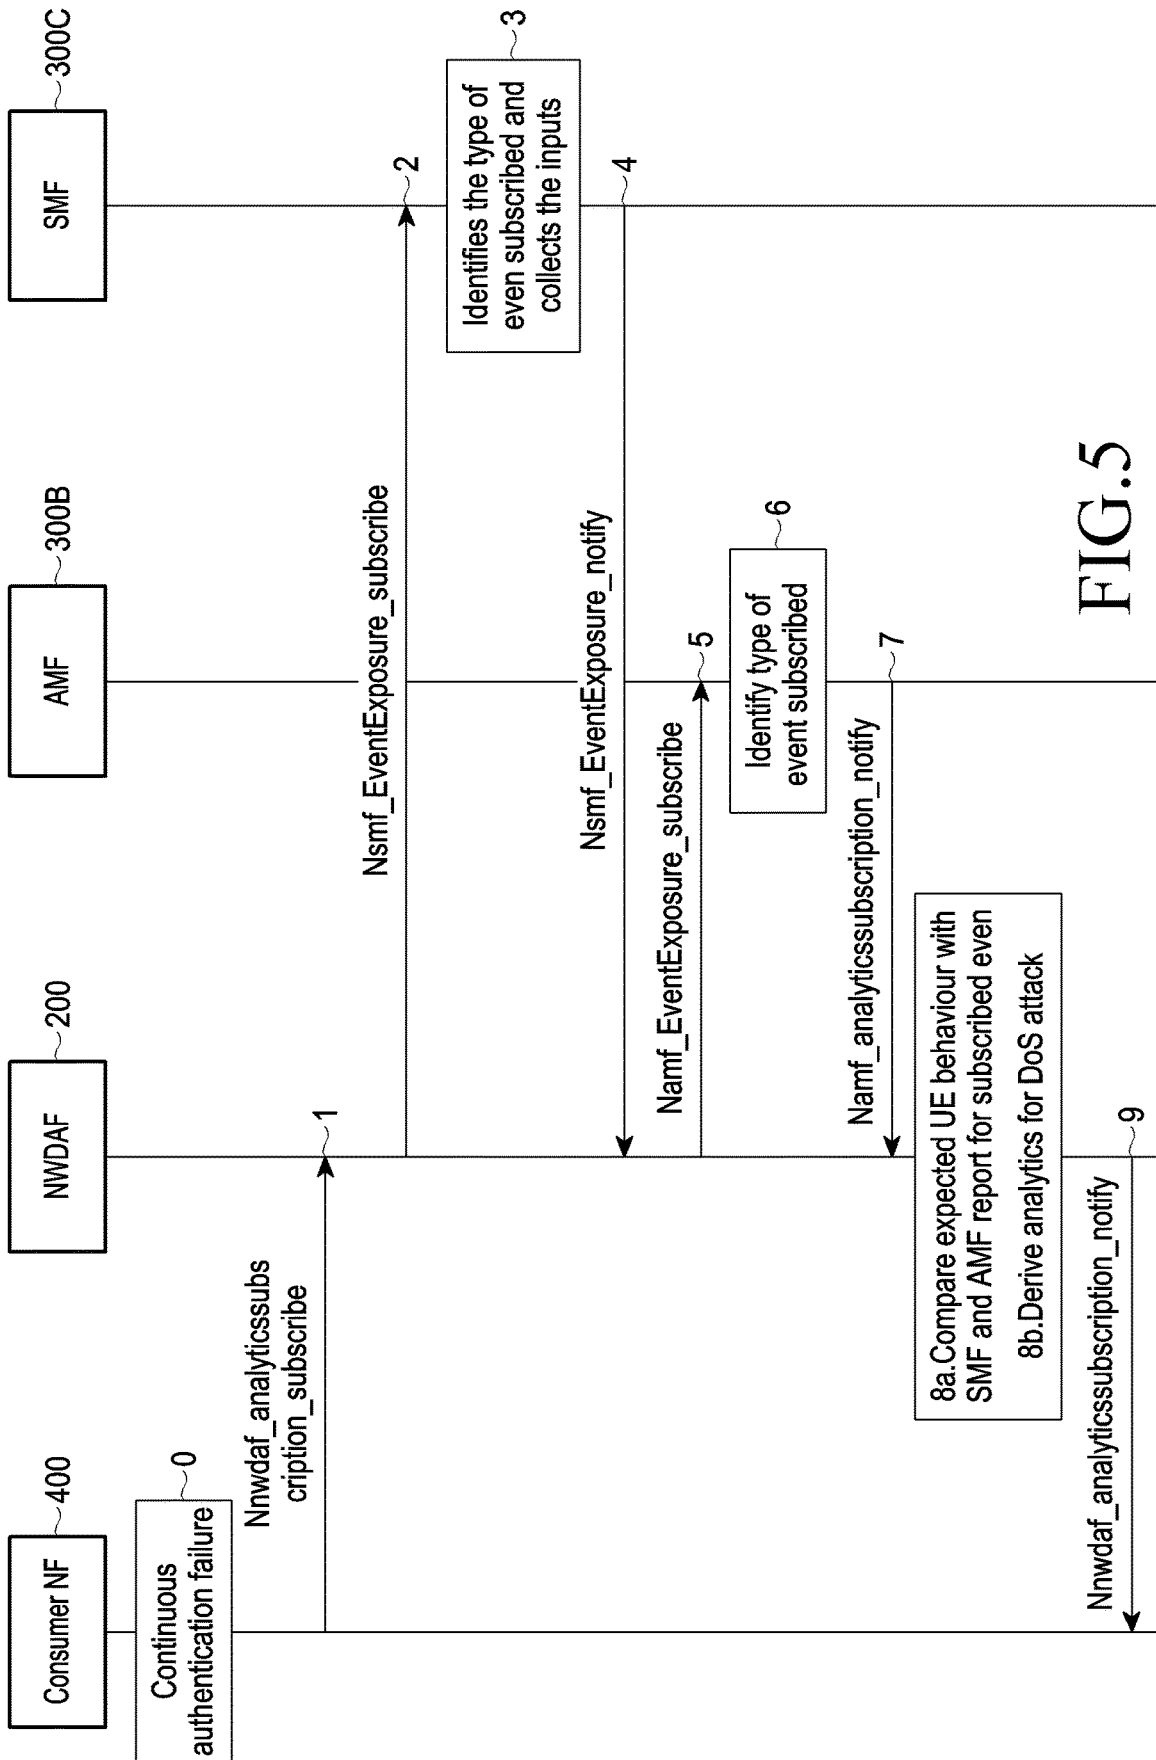 Consumer NF
400
NWDAF
200
AMF
300B
SMF
300C
Continuous
authentication failure
0
Nnwdaf_analyticssubs
cription_subscribe
1
Nsmf_EventExposure_subscribe
2
Identifies the type of
even subscribed and
collects the inputs
3
Nsmf_EventExposure_notify
4
Namf_EventExposure_subscribe
5
Identify type of
event subscribed
6
Namf_analyticssubscription_notify
7
8a.Compare expected UE behaviour with
SMF and AMF report for subscribed even
8b.Derive analytics for DoS attack
Nnwdaf_analyticssubscription_notify
9
FIG.5